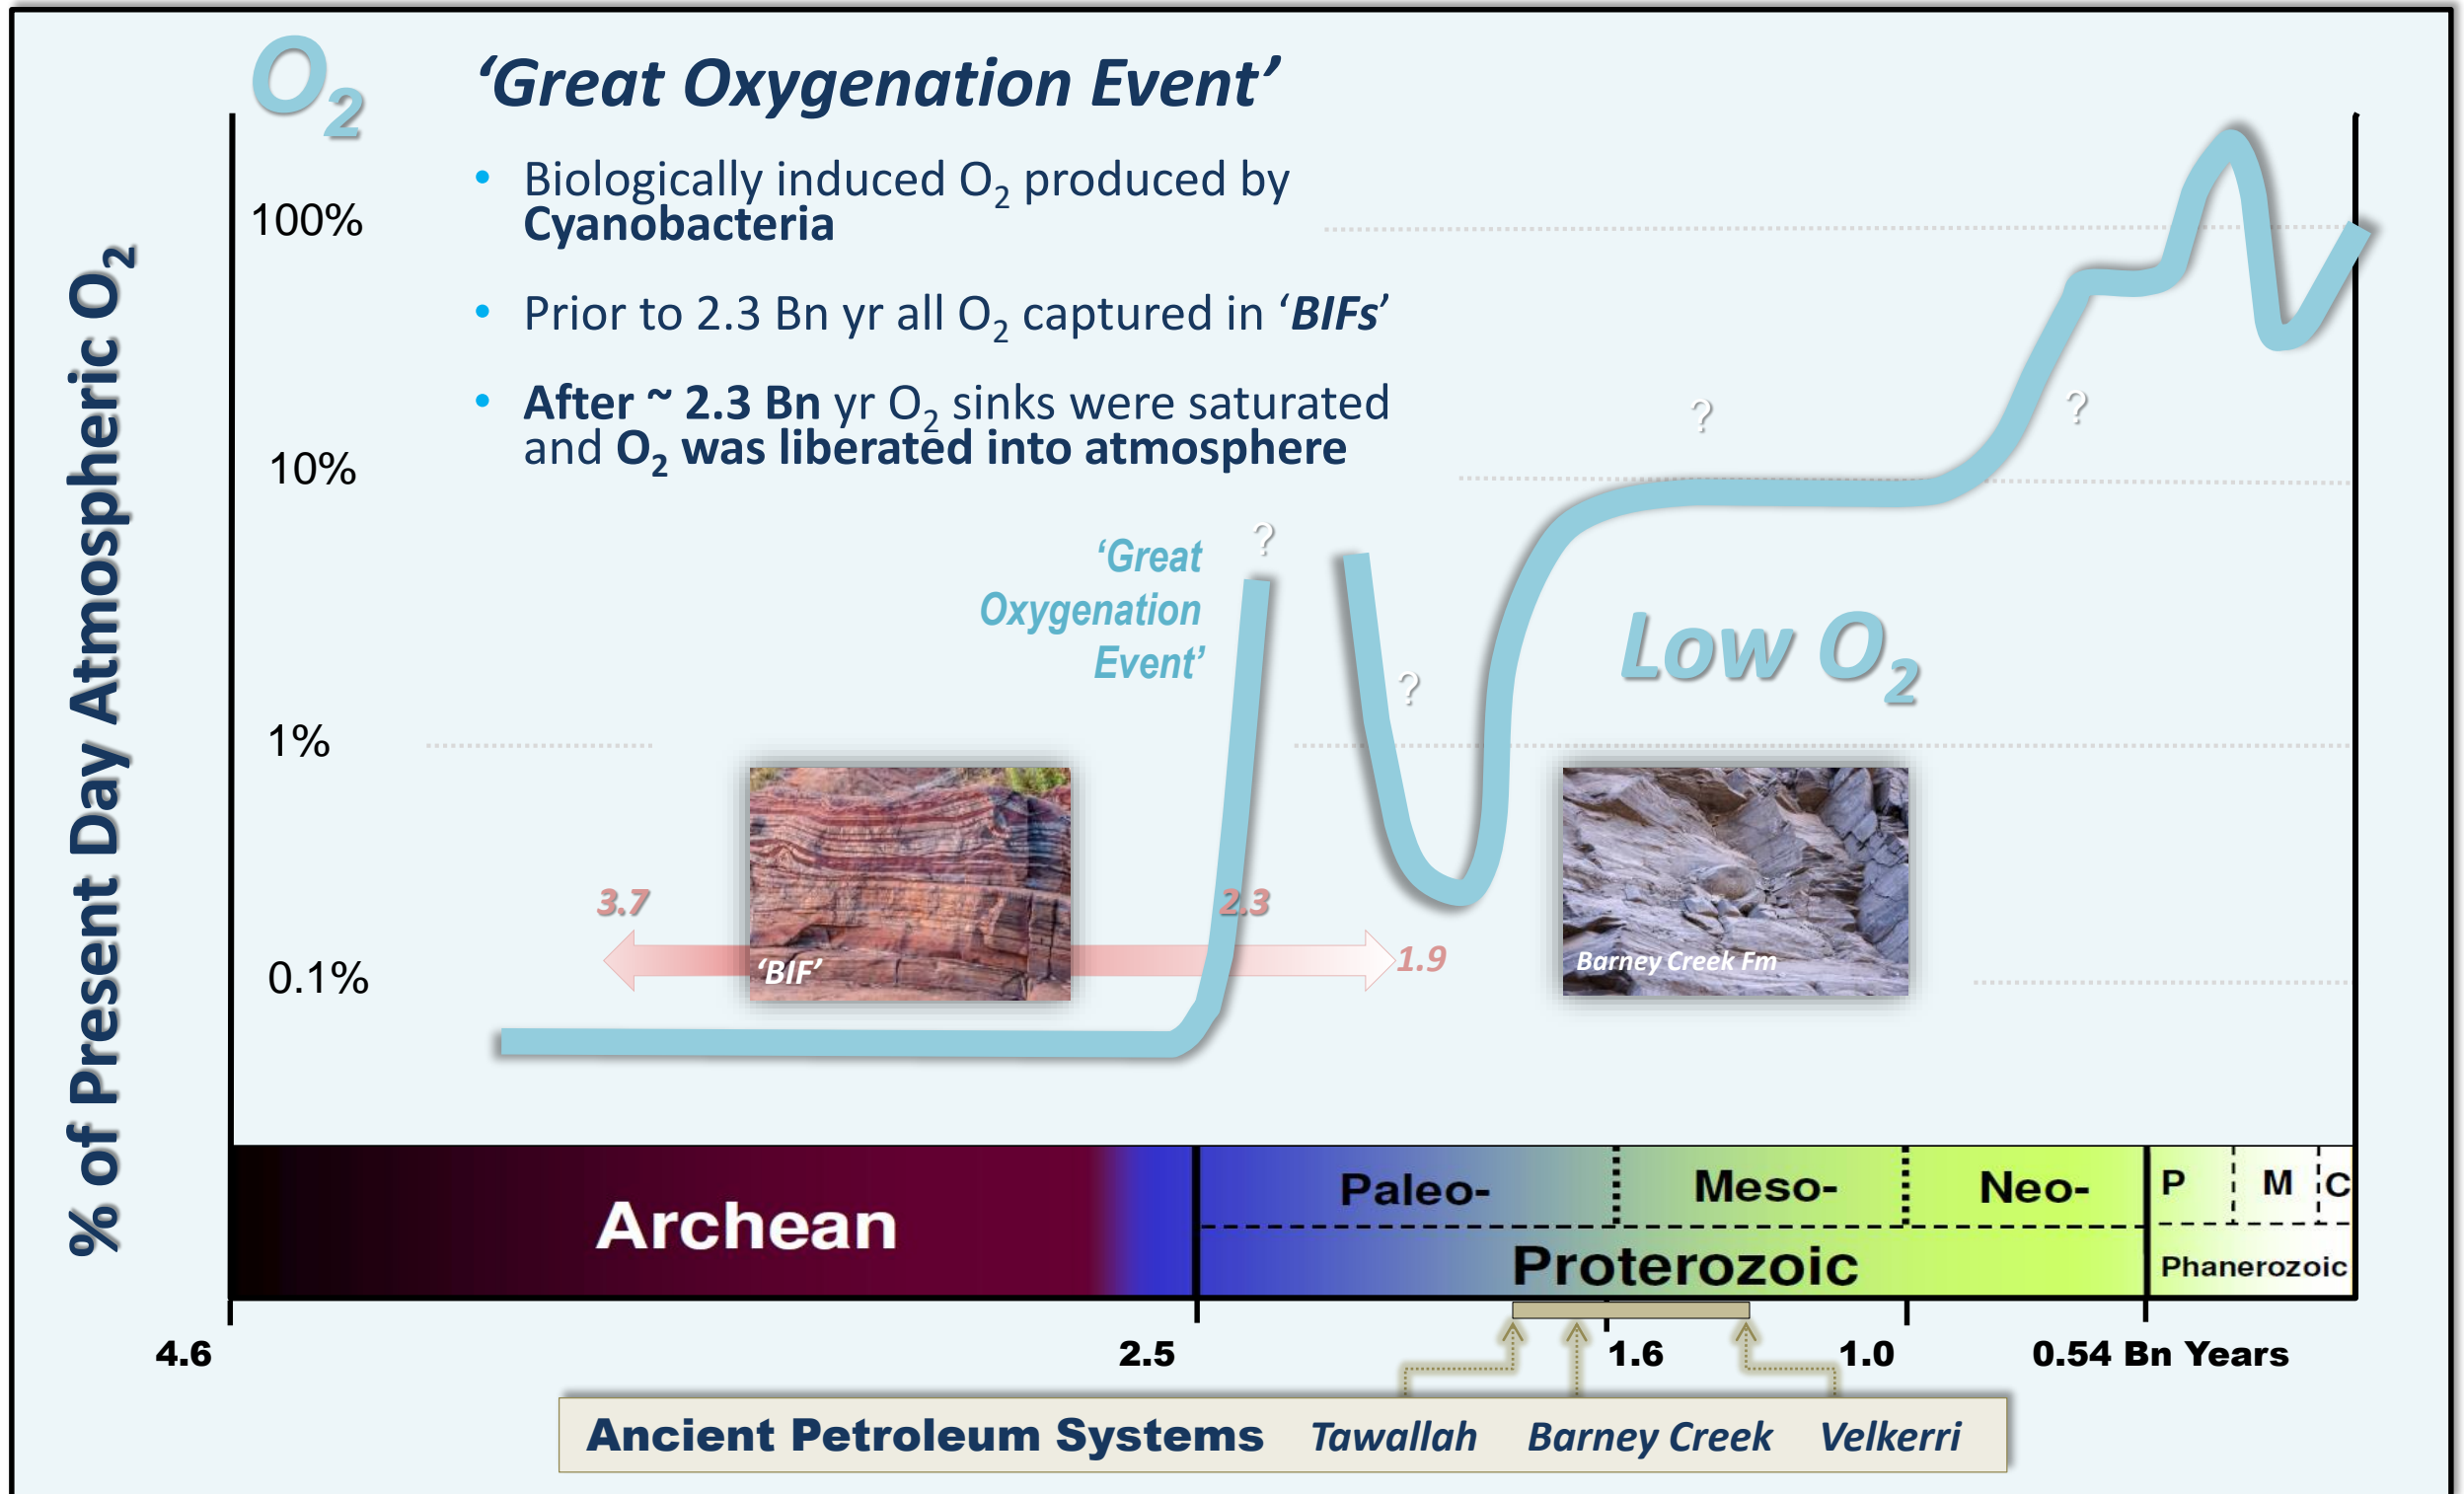 O2
‘Great Oxygenation Event’
• Biologically induced O2 produced by
Cyanobacteria
• Prior to 2.3 Bn yr all O2 captured in ‘BIFs’
• After ~ 2.3 Bn yr O2 sinks were saturated
and O2 was liberated into atmosphere
% of Present Day Atmospheric O2
100%
10%
1%
0.1%
?
?
?
?
‘Great
Oxygenation
Event’
Low O2
3.7
2.3
1.9
‘BIF’
Barney Creek Fm
Archean
Paleo-
Meso-
Neo-
P
M
C
Proterozoic
Phanerozoic
4.6
2.5
1.6
1.0
0.54 Bn Years
Ancient Petroleum Systems Tawallah Barney Creek Velkerri